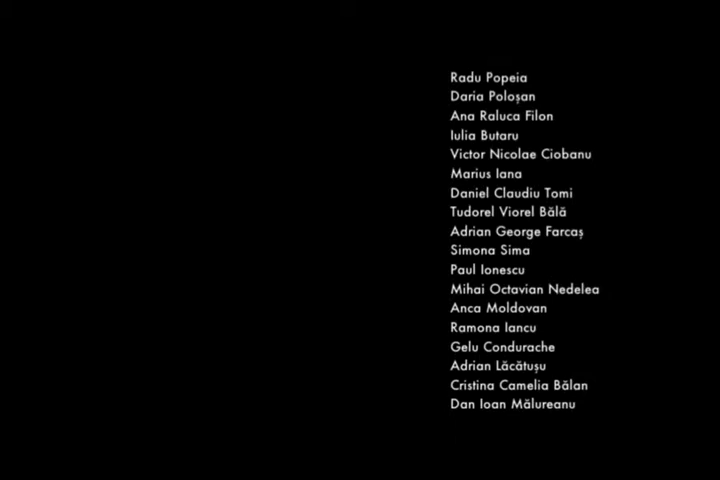 Radu Popeia
Daria Poloșan
Ana Raluca Filon
Iulia Butaru
Victor Nicolae Ciobanu
Marius Iana
Daniel Claudiu Tomi
Tudorel Viorel Bălă
Adrian George Farcaș
Simona Sima
Paul Ionescu
Mihai Octavian Nedelea
Anca Moldovan
Ramona Iancu
Gelu Condurache
Adrian Lăcătușu
Cristina Camelia Bălan
Dan Ioan Mălureanu